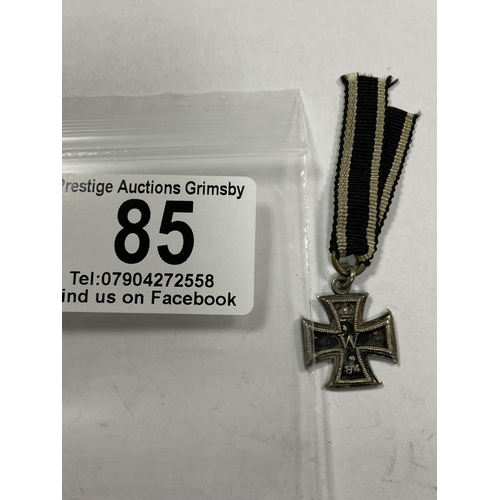 Prestige Auctions Grimsby
85
Tel:07904272558
ind us on Facebook
W
1914